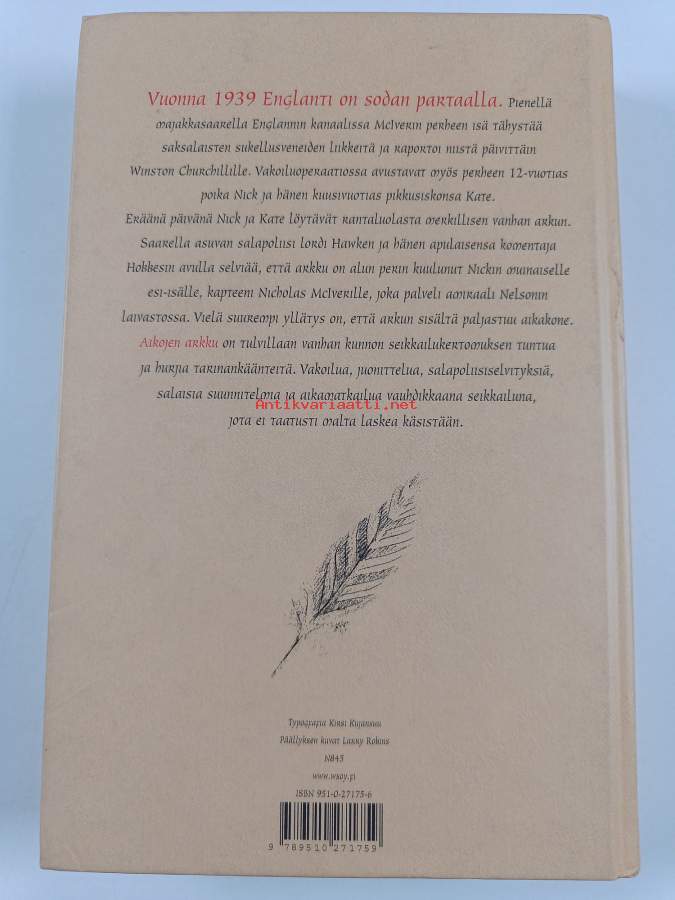 Vuonna 1939 Englanti on sodan partaalla. Pienellä
majakkasaarella Englannin kanaalissa McIverin perheen isä tähystää
saksalaisten sukellusveneiden liikkeitä ja raportoi niistä päivittäin
Winston Churchillille. Vakoiluoperaatiossa avustavat myös perheen 12-vuotias
poika Nick ja hänen kuusivuotias pikkusiskonsa Kate.
Eräänä päivänä Nick ja Kate löytävät rantaluolasta merkillisen vanhan arkun.
Saarella asuvan salapoliisi lordi Hawken ja hänen apulaisensa komentaja
Hobbesin avulla selviää, että arkku on alun perin kuulunut Nickin muinaiselle
esi-isälle, kapteeni Nicholas McIverille, joka palveli amiraali Nelsonin
laivastossa. Vielä suurempi yllätys on, että arkun sisältä paljastuu aikakone.
Aikojen arkku on tulvillaan vanhan kunnon seikkailukertomuksen tuntua
ja hurjia tarinankäänteitä. Vakoilua, juonittelua, salapoliisiselvityksiä,
salaisia suunnitelmia ja aikamatkailua vauhdikkaana seikkailuna,
Antikvariaatti.net
jota ei taatusti malta laskea käsistään.
Typografia Kirsi Kujansuu
Päällyksen kuvat Lanny Robins
N845
www.wsoy.fi
ISBN 951-0-27175-6
9 789510 271759